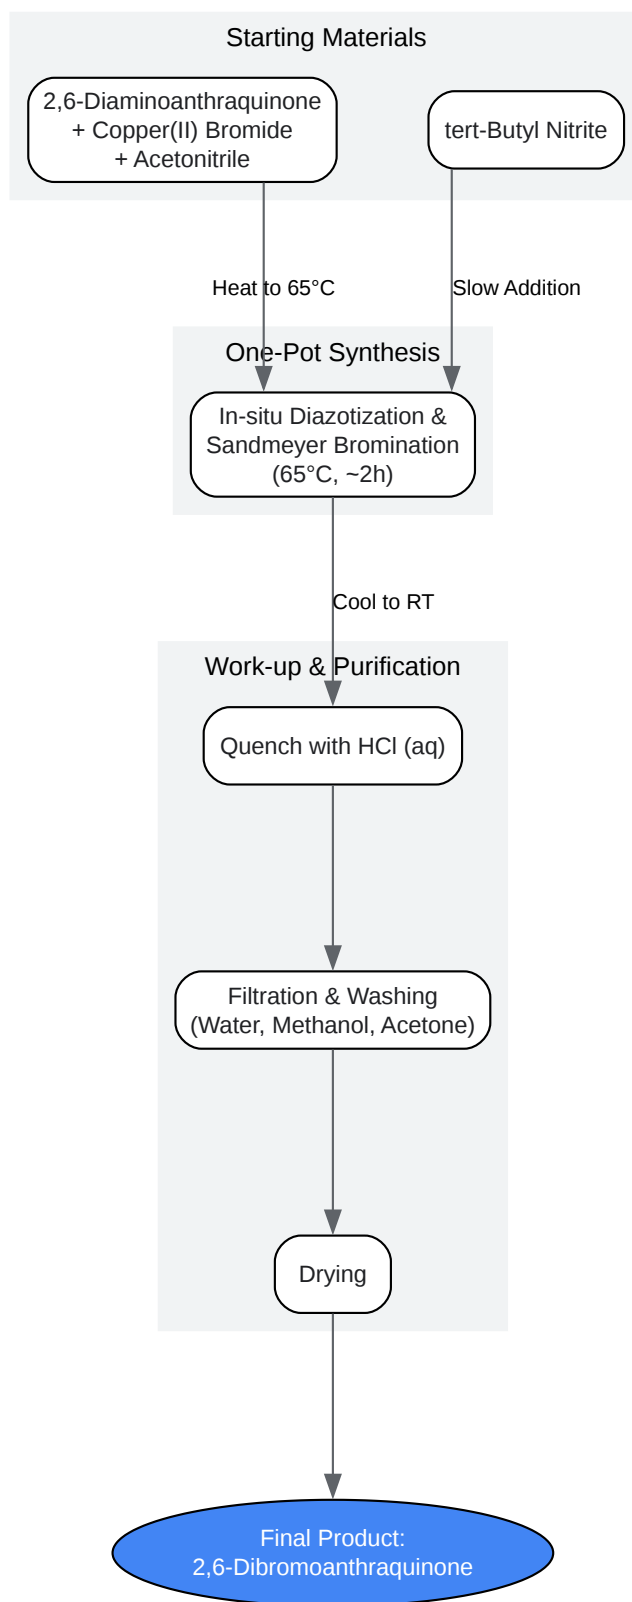 Starting Materials
2,6-Diaminoanthraquinone
+ Copper(II) Bromide
+ Acetonitrile
tert-Butyl Nitrite
Heat to 65°C
Slow Addition
One-Pot Synthesis
In-situ Diazotization &
Sandmeyer Bromination
(65°C, ~2h)
Cool to RT
Work-up & Purification
Quench with HCl (aq)
Filtration & Washing
(Water, Methanol, Acetone)
Drying
Final Product:
2,6-Dibromoanthraquinone